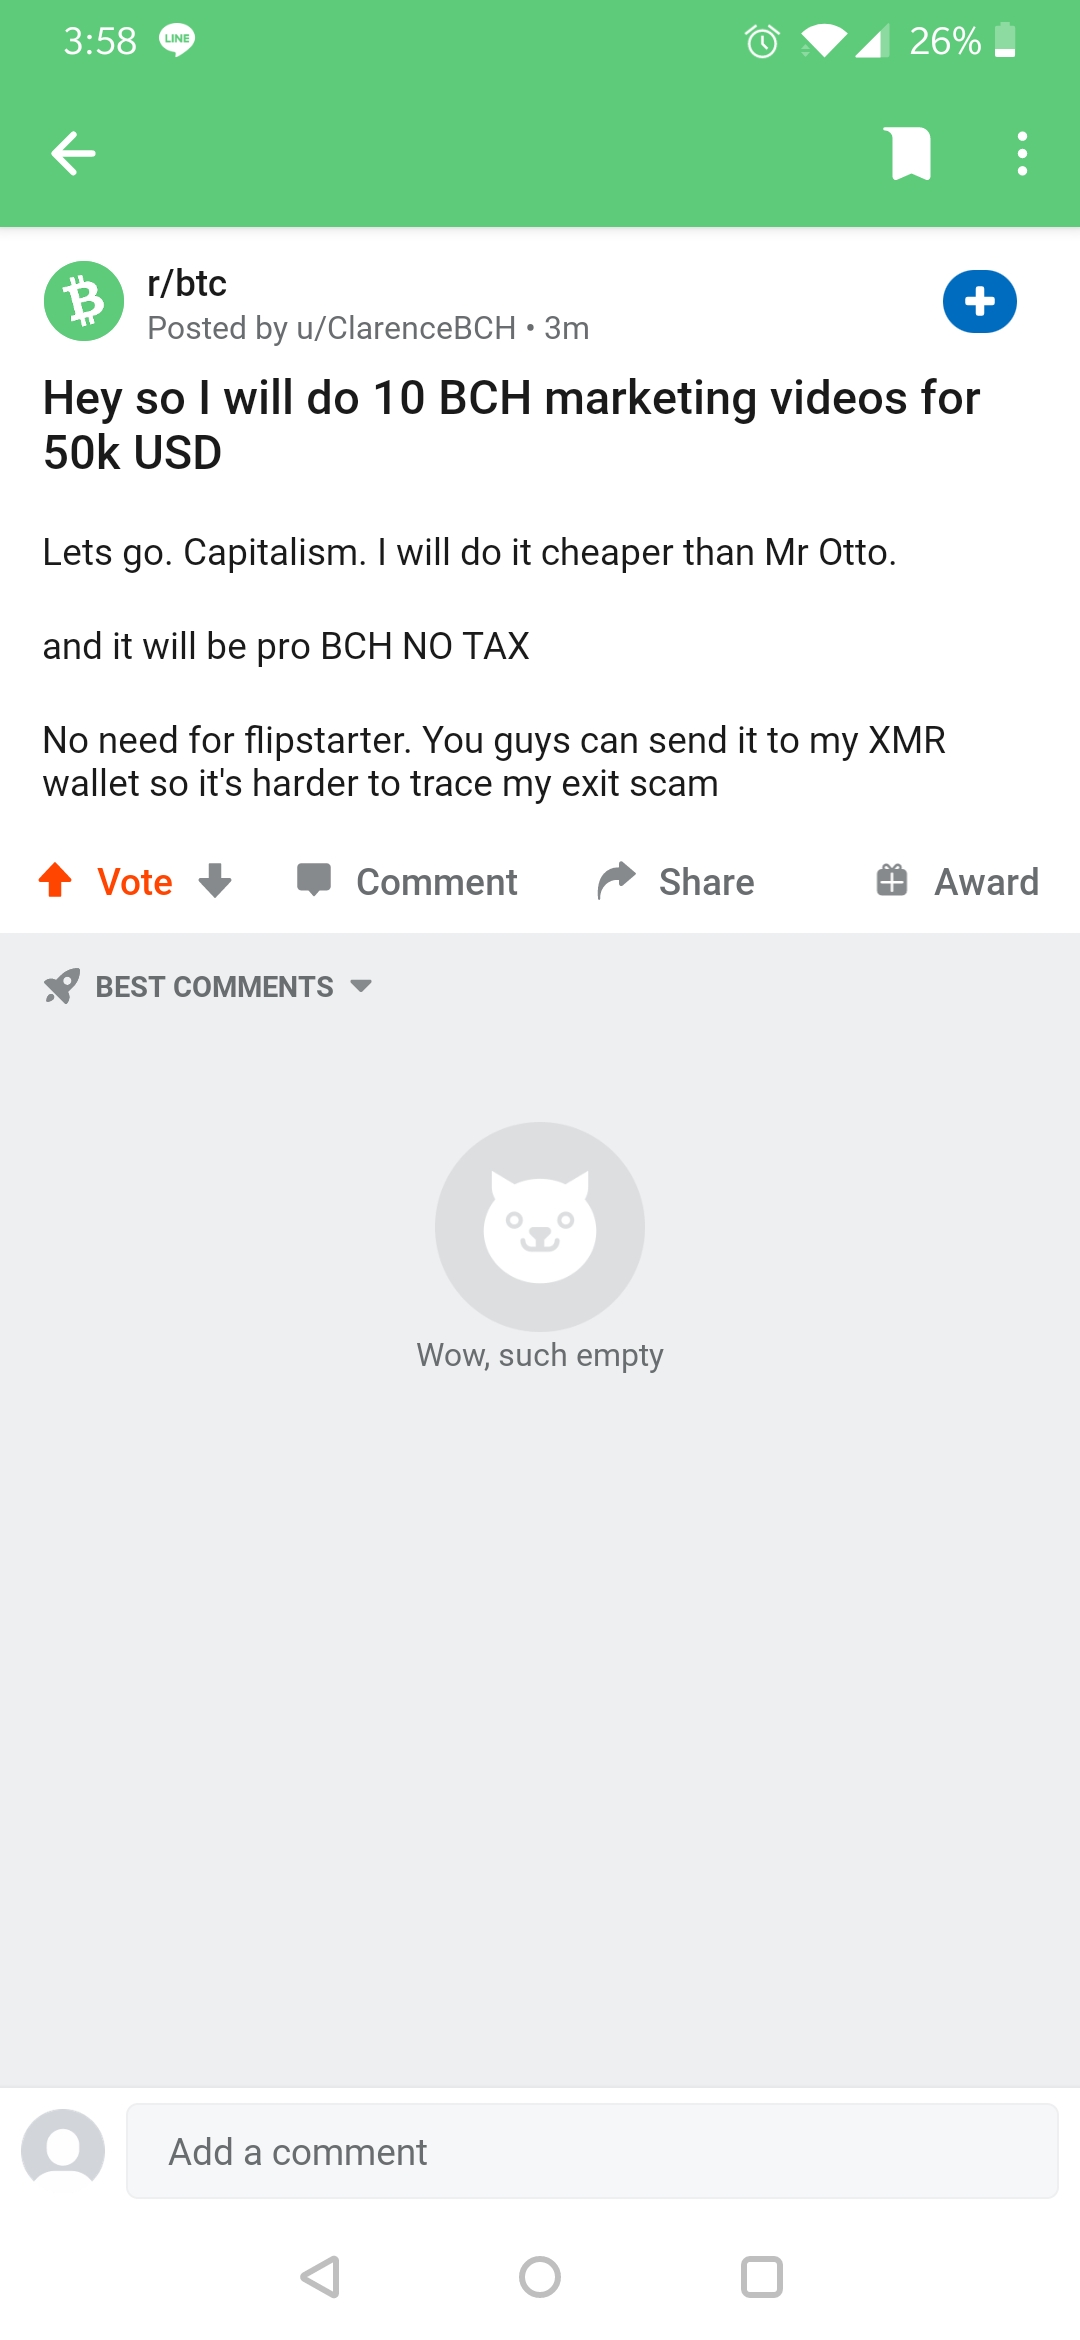 3:58 LINE 26%
r/btc
Posted by u/ClarenceBCH • 3m
Hey so I will do 10 BCH marketing videos for
50k USD
Lets go. Capitalism. I will do it cheaper than Mr Otto.
and it will be pro BCH NO TAX
No need for flipstarter. You guys can send it to my XMR
wallet so it's harder to trace my exit scam
Vote Comment Share Award
BEST COMMENTS
Wow, such empty
Add a comment